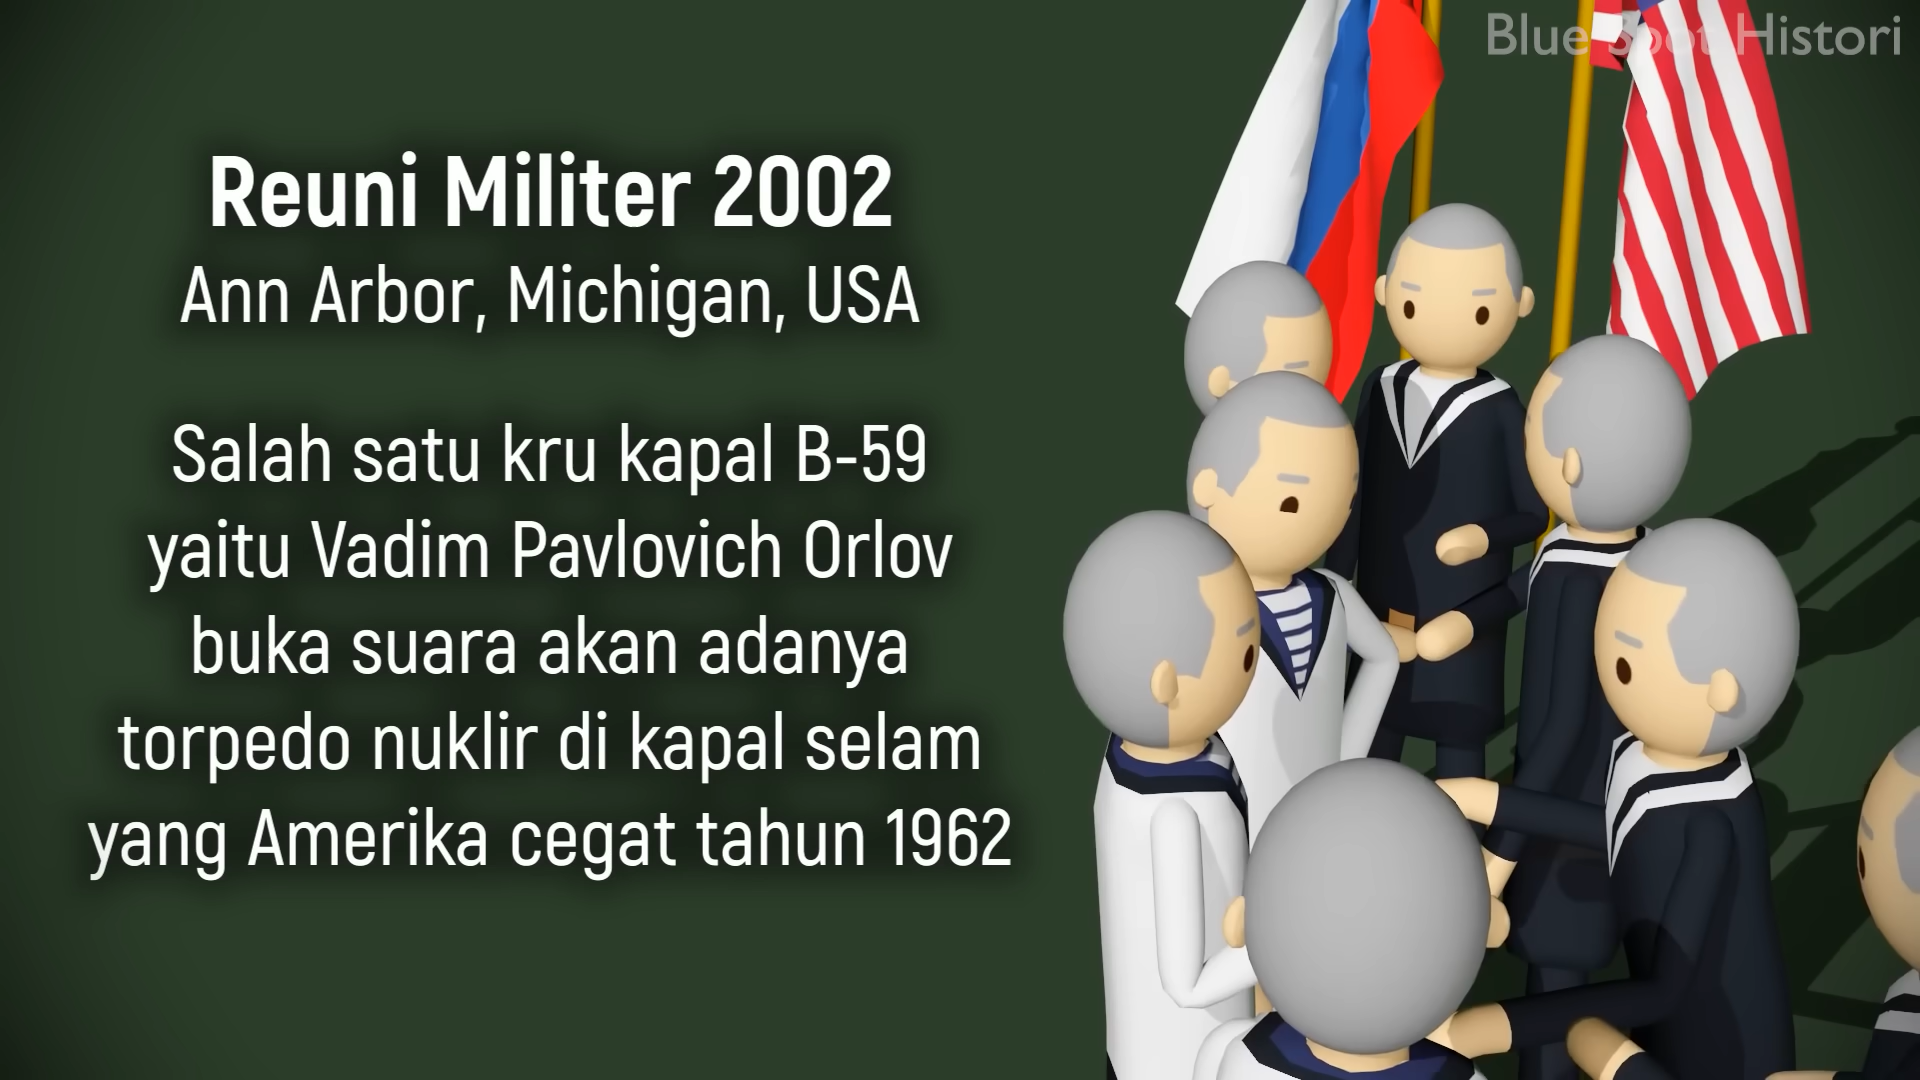 Blue Spot Histori
Reuni Militer 2002
Ann Arbor, Michigan, USA
Salah satu kru kapal B-59
yaitu Vadim Pavlovich Orlov
buka suara akan adanya
torpedo nuklir di kapal selam
yang Amerika cegat tahun 1962